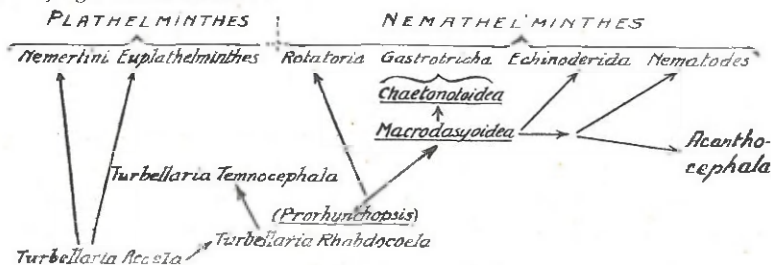 PLATHELMINTHES NEMATHELMINTHES
Nemertini Euplathelminthes Rotatoria Gastrotricha Echinoderida Nematodes
Chaetonotoidea
Macrodasyoidea
Acantho-
cephala
Turbellaria Temnocephala
(Prorhynchopsis)
Turbellaria Rhabdocoela
Turbellaria Acoela